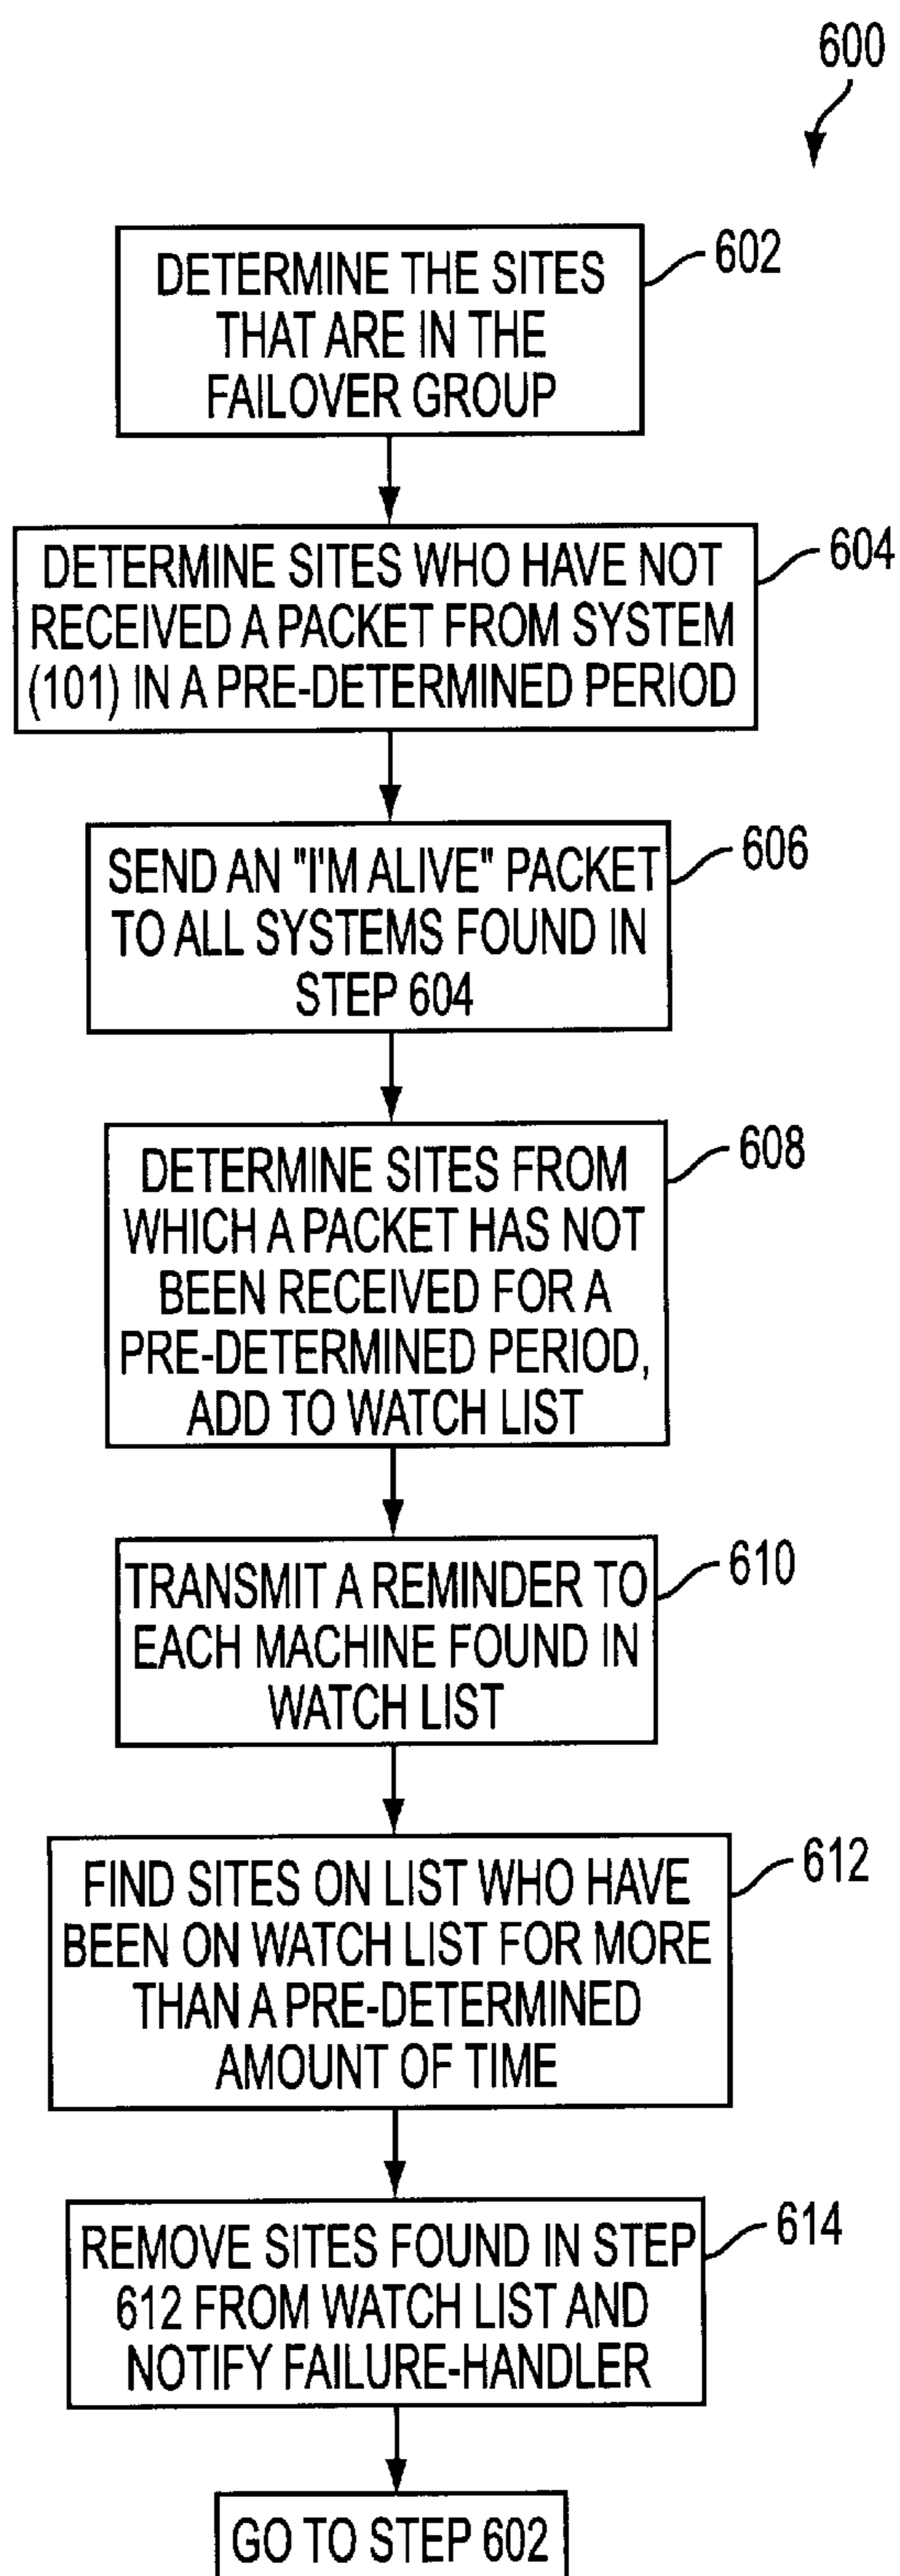 600
DETERMINE THE SITES
THAT ARE IN THE
FAILOVER GROUP
602
DETERMINE SITES WHO HAVE NOT
RECEIVED A PACKET FROM SYSTEM
(101) IN A PRE-DETERMINED PERIOD
604
SEND AN "I'M ALIVE" PACKET
TO ALL SYSTEMS FOUND IN
STEP 604
606
DETERMINE SITES FROM
WHICH A PACKET HAS NOT
BEEN RECEIVED FOR A
PRE-DETERMINED PERIOD,
ADD TO WATCH LIST
608
TRANSMIT A REMINDER TO
EACH MACHINE FOUND IN
WATCH LIST
610
FIND SITES ON LIST WHO HAVE
BEEN ON WATCH LIST FOR MORE
THAN A PRE-DETERMINED
AMOUNT OF TIME
612
REMOVE SITES FOUND IN STEP
612 FROM WATCH LIST AND
NOTIFY FAILURE-HANDLER
614
GO TO STEP 602